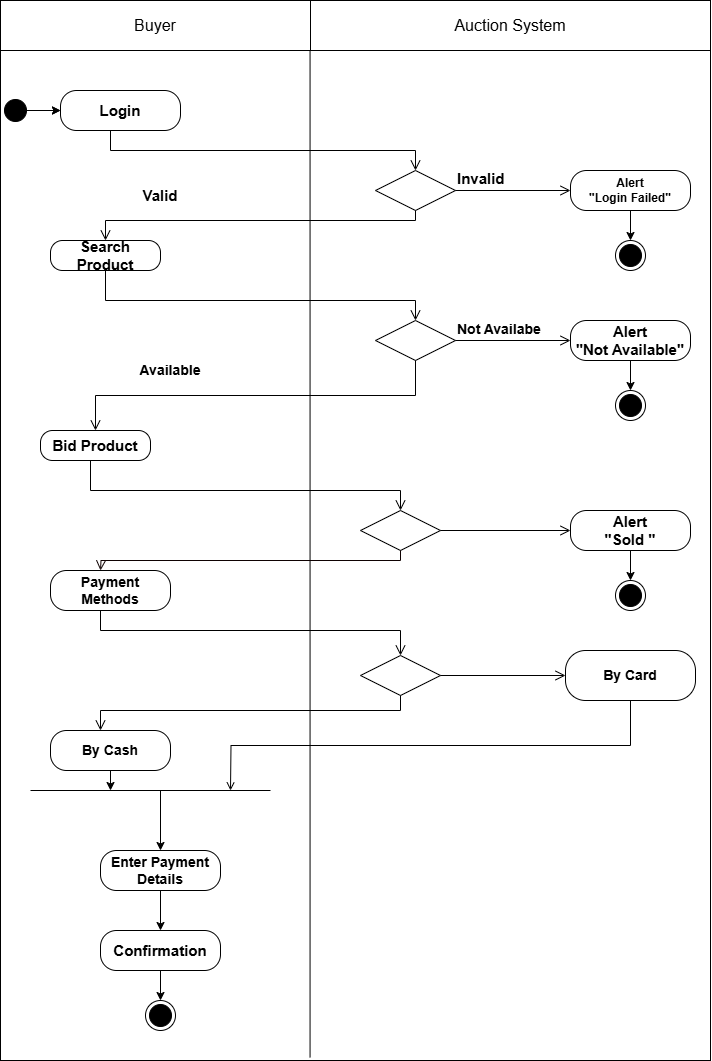 Buyer
Auction System
Login
Invalid
Alert
"Login Failed"
Valid
Search
Product
Not Availabe
Alert
"Not Available"
Available
Bid Product
Alert
"Sold "
Payment
Methods
By Card
By Cash
Enter Payment
Details
Confirmation